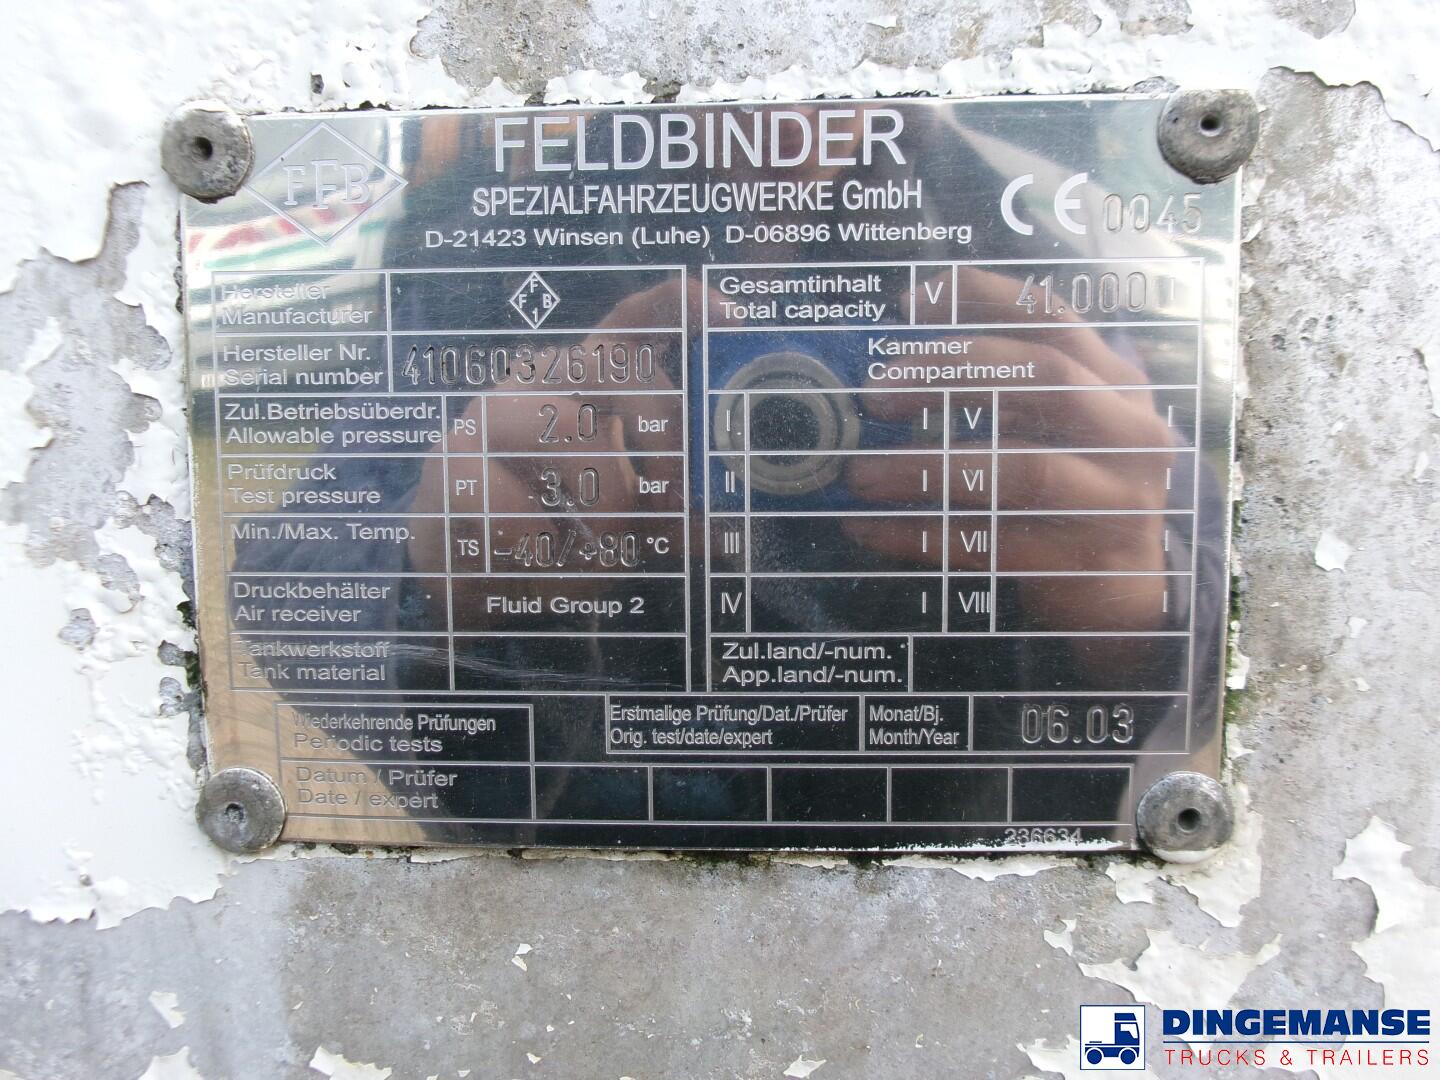 FFB
FELDBINDER
SPEZIALFAHRZEUGWERKE GmbH
D-21423 Winsen (Luhe) D-06896 Wittenberg
CE 0045
Hersteller
Manufacturer
F F B 1
Hersteller Nr.
Serial number
41060326190
Zul.Betriebsüberdr.
Allowable pressure
PS 2.0 bar
Prüfdruck
Test pressure
PT 3.0 bar
Min./Max. Temp.
TS -40/+80 °C
Druckbehälter
Air receiver
Fluid Group 2
Tankwerkstoff
Tank material
Gesamtinhalt
Total capacity
V 41.000 l
Kammer
Compartment
I l V l
II l VI l
III l VII l
IV l VIII l
Zul.land/-num.
App.land/-num.
Wiederkehrende Prüfungen
Periodic tests
Erstmalige Prüfung/Dat./Prüfer
Orig. test/date/expert
Monat/Bj.
Month/Year
06.03
Datum / Prüfer
Date / expert
236634
DINGEMANSE
TRUCKS & TRAILERS